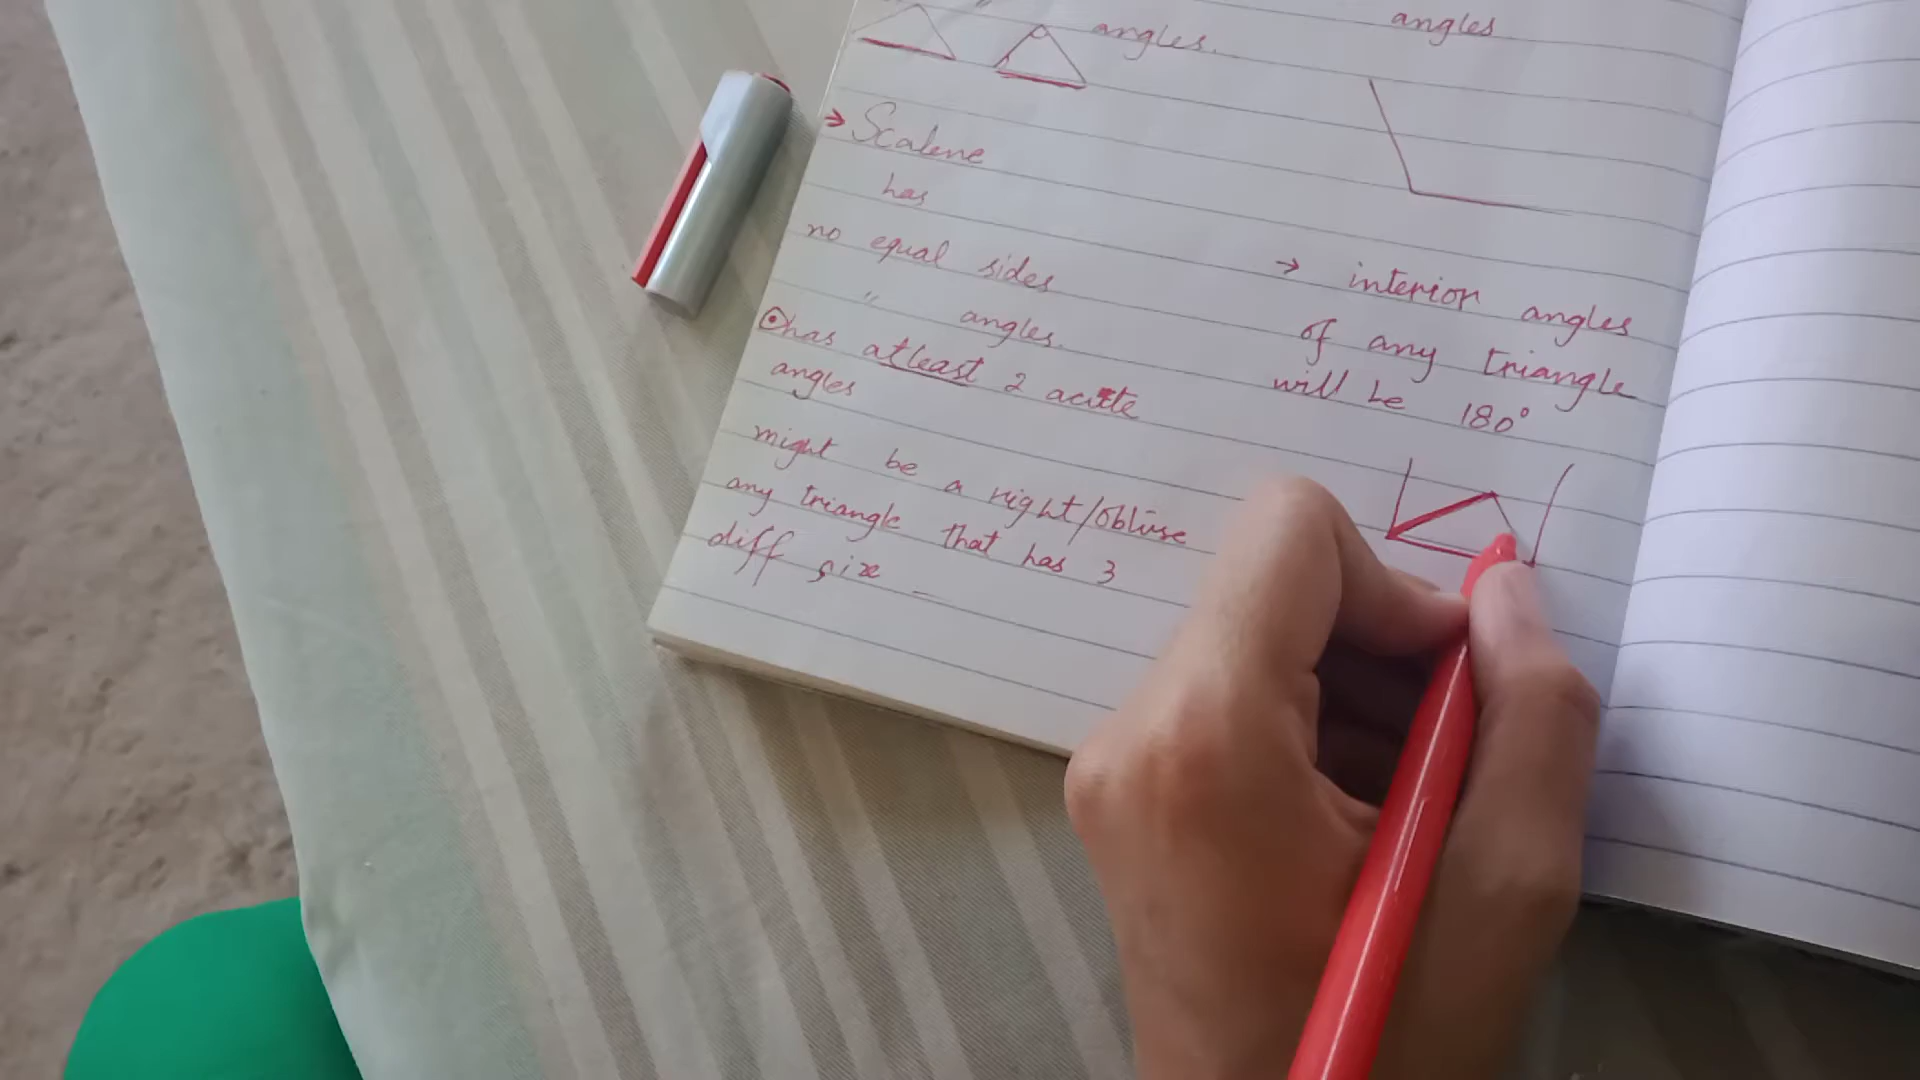 angles.
→ Scalene
has
no equal sides
" angles.
has atleast 2 acute
angles
might be a right/obtuse
any triangle that has 3
diff size
angles
→ interior angles
of any triangle
will be 180°